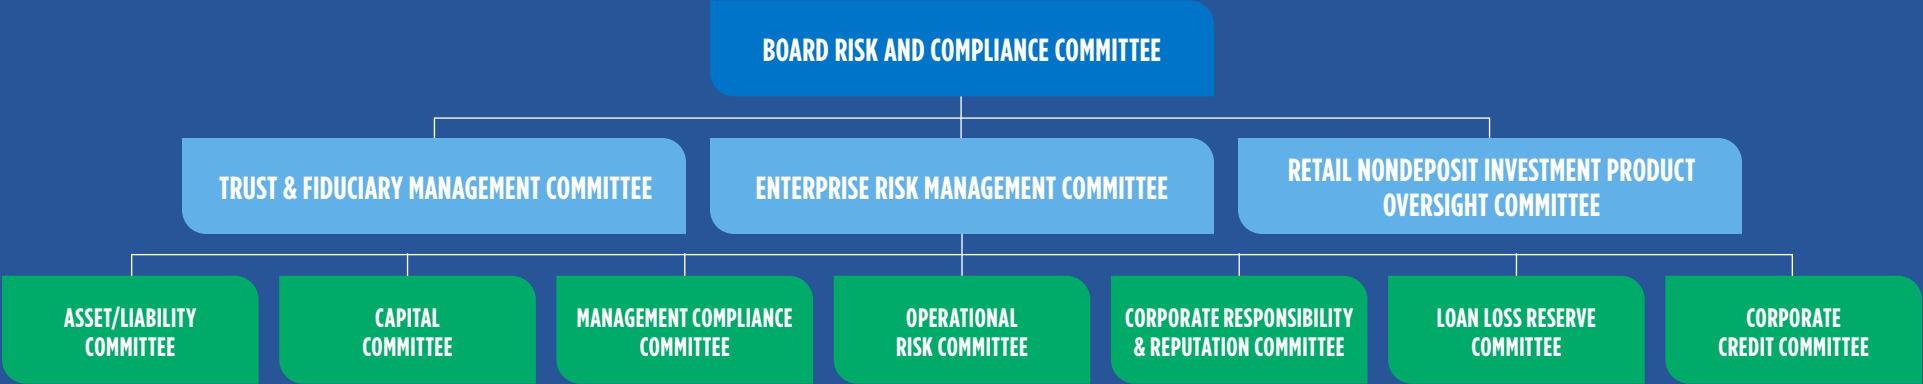 BOARD RISK AND COMPLIANCE COMMITTEE
TRUST & FIDUCIARY MANAGEMENT COMMITTEE
ENTERPRISE RISK MANAGEMENT COMMITTEE
RETAIL NONDEPOSIT INVESTMENT PRODUCT
OVERSIGHT COMMITTEE
ASSET/LIABILITY
COMMITTEE
CAPITAL
COMMITTEE
MANAGEMENT COMPLIANCE
COMMITTEE
OPERATIONAL
RISK COMMITTEE
CORPORATE RESPONSIBILITY
& REPUTATION COMMITTEE
LOAN LOSS RESERVE
COMMITTEE
CORPORATE
CREDIT COMMITTEE